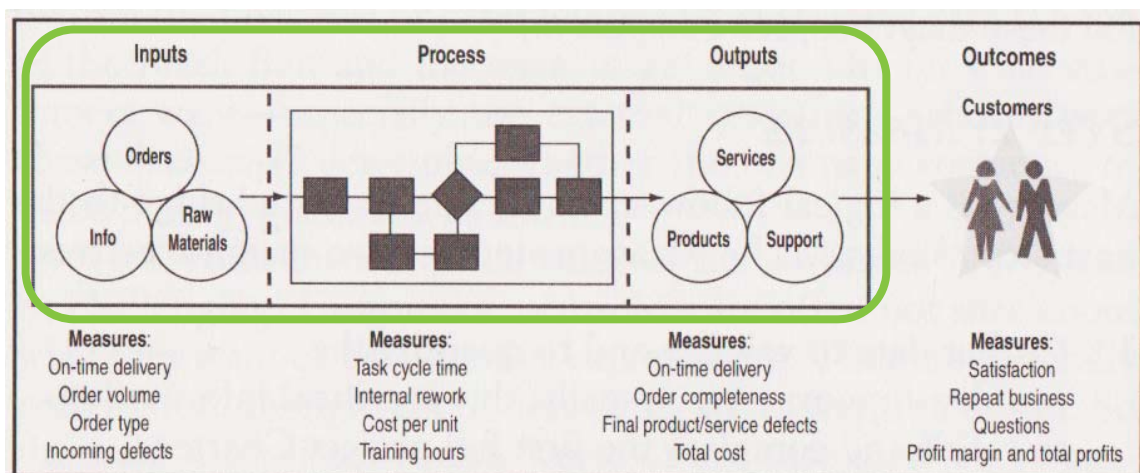 Inputs
Process
Outputs
Outcomes
Customers
Orders
Info
Raw
Materials
Services
Products
Support
Measures:
On-time delivery
Order volume
Order type
Incoming defects
Measures:
Task cycle time
Internal rework
Cost per unit
Training hours
Measures:
On-time delivery
Order completeness
Final product/service defects
Total cost
Measures:
Satisfaction
Repeat business
Questions
Profit margin and total profits